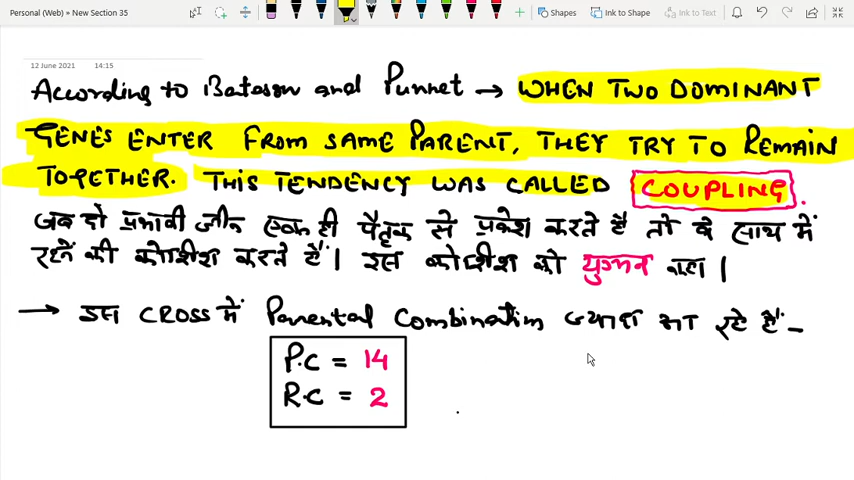 Personal (Web) » New Section 35
Shapes
Ink to Shape
Ink to Text
12 June 2021 14:15
According to Bateson and Punnet → WHEN TWO DOMINANT
GENES ENTER FROM SAME PARENT, THEY TRY TO REMAIN
TOGETHER. THIS TENDENCY WAS CALLED COUPLING.
जब दो प्रभावी जीन एक ही पैतृक से प्रवेश करते है तो वे साथ में
रहने की कोशिश करते हैं। इस कोशीश को युग्मन कहा।
→ इस CROSS में Parental Combination ज्यादा आ रहे हैं -
P.C = 14
R.C = 2